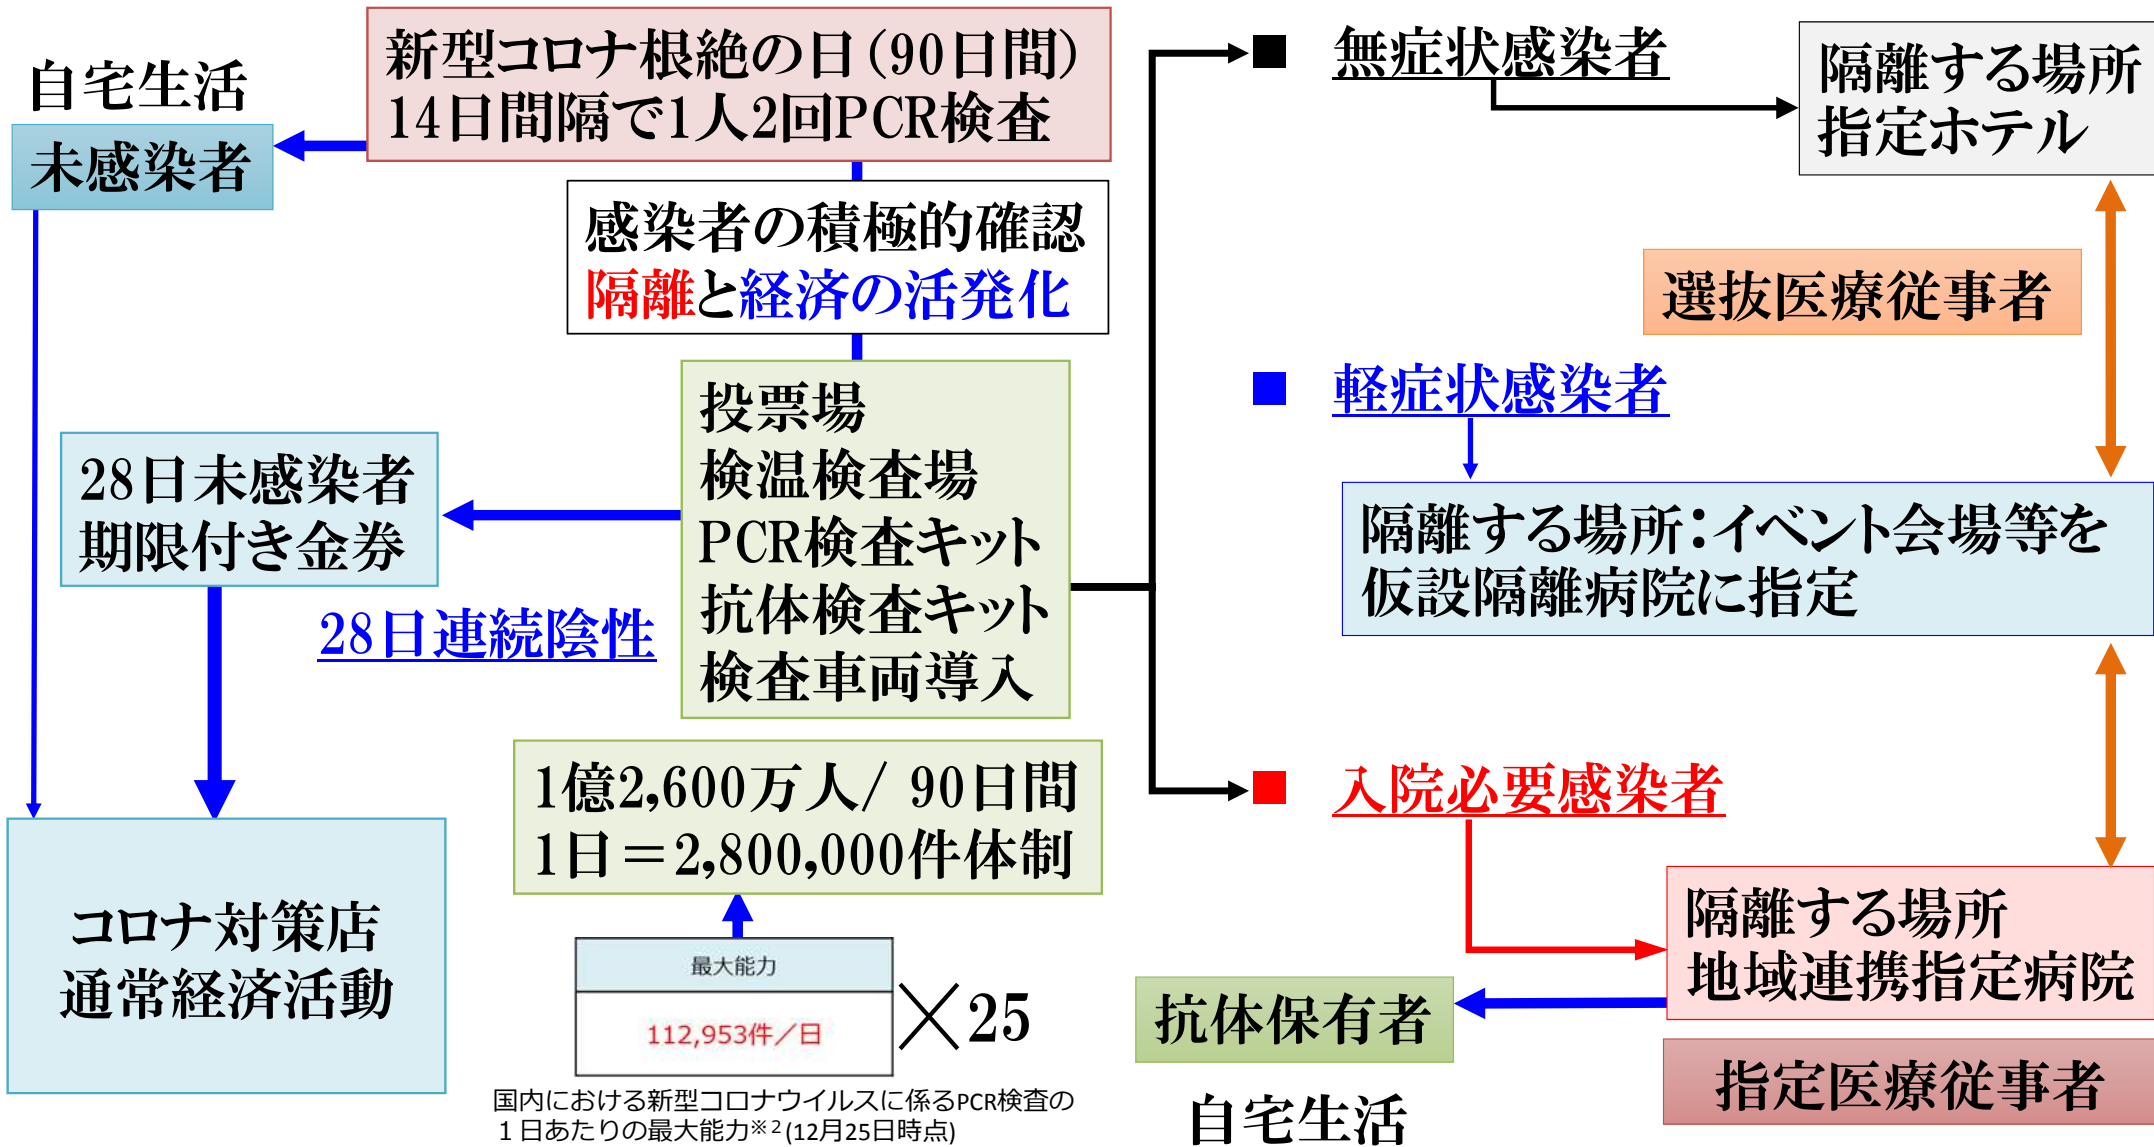 自宅生活
未感染者
新型コロナ根絶の日(90日間)
14日間隔で1人2回PCR検査
感染者の積極的確認
隔離と経済の活発化
投票場
検温検査場
PCR検査キット
抗体検査キット
検査車両導入
28日未感染者
期限付き金券
28日連続陰性
コロナ対策店
通常経済活動
1億2,600万人/ 90日間
1日＝2,800,000件体制
最大能力
112,953件／日
×25
国内における新型コロナウイルスに係るPCR検査の
１日あたりの最大能力※2(12月25日時点)
■ 無症状感染者
隔離する場所
指定ホテル
選抜医療従事者
■ 軽症状感染者
隔離する場所：イベント会場等を
仮設隔離病院に指定
■ 入院必要感染者
隔離する場所
地域連携指定病院
抗体保有者
自宅生活
指定医療従事者